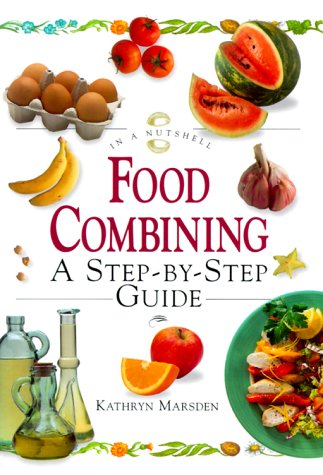 IN A NUTSHELL
FOOD
COMBINING
A STEP-BY-STEP
GUIDE
KATHRYN MARSDEN